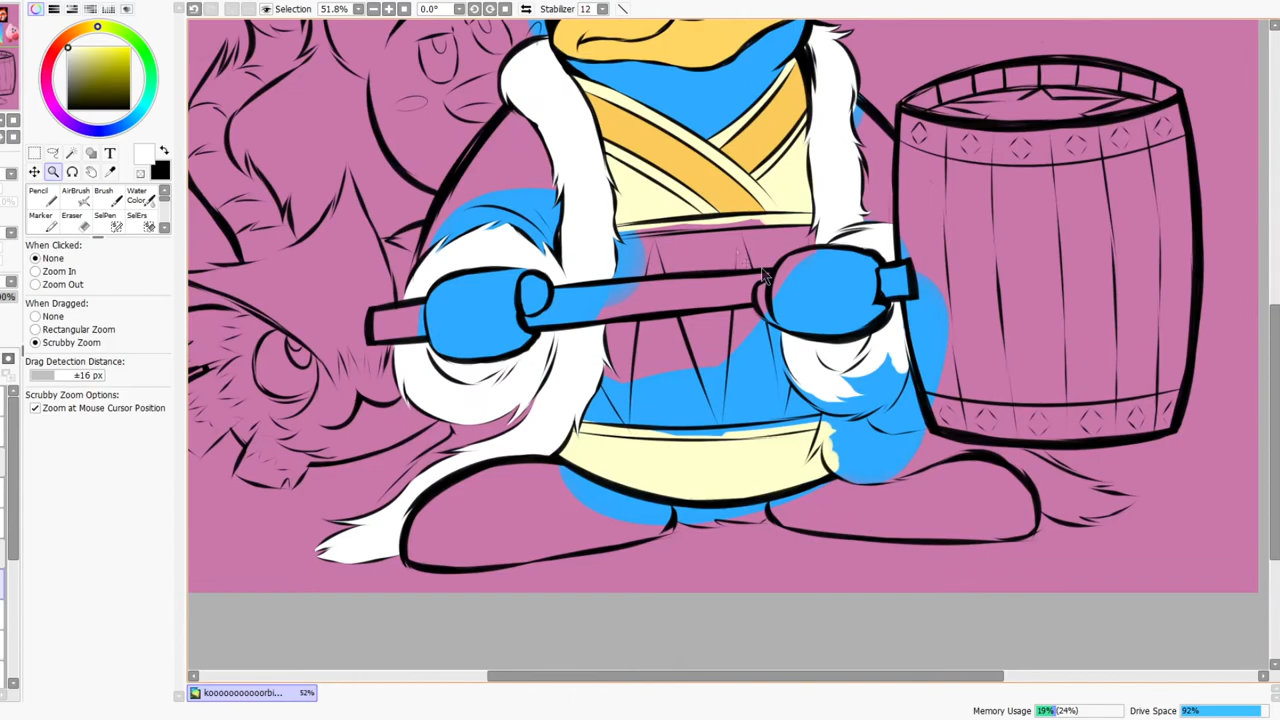 Selection 51.8% 0.0° Stabilizer 12
T
Pencil AirBrush Brush Water Color
Marker Eraser SelPen SelErs
When Clicked:
None
Zoom In
Zoom Out
When Dragged:
None
Rectangular Zoom
Scrubby Zoom
Drag Detection Distance:
±16 px
Scrubby Zoom Options:
Zoom at Mouse Cursor Position
koooooooooorbi... 52%
Memory Usage 19% (24%) Drive Space 92%